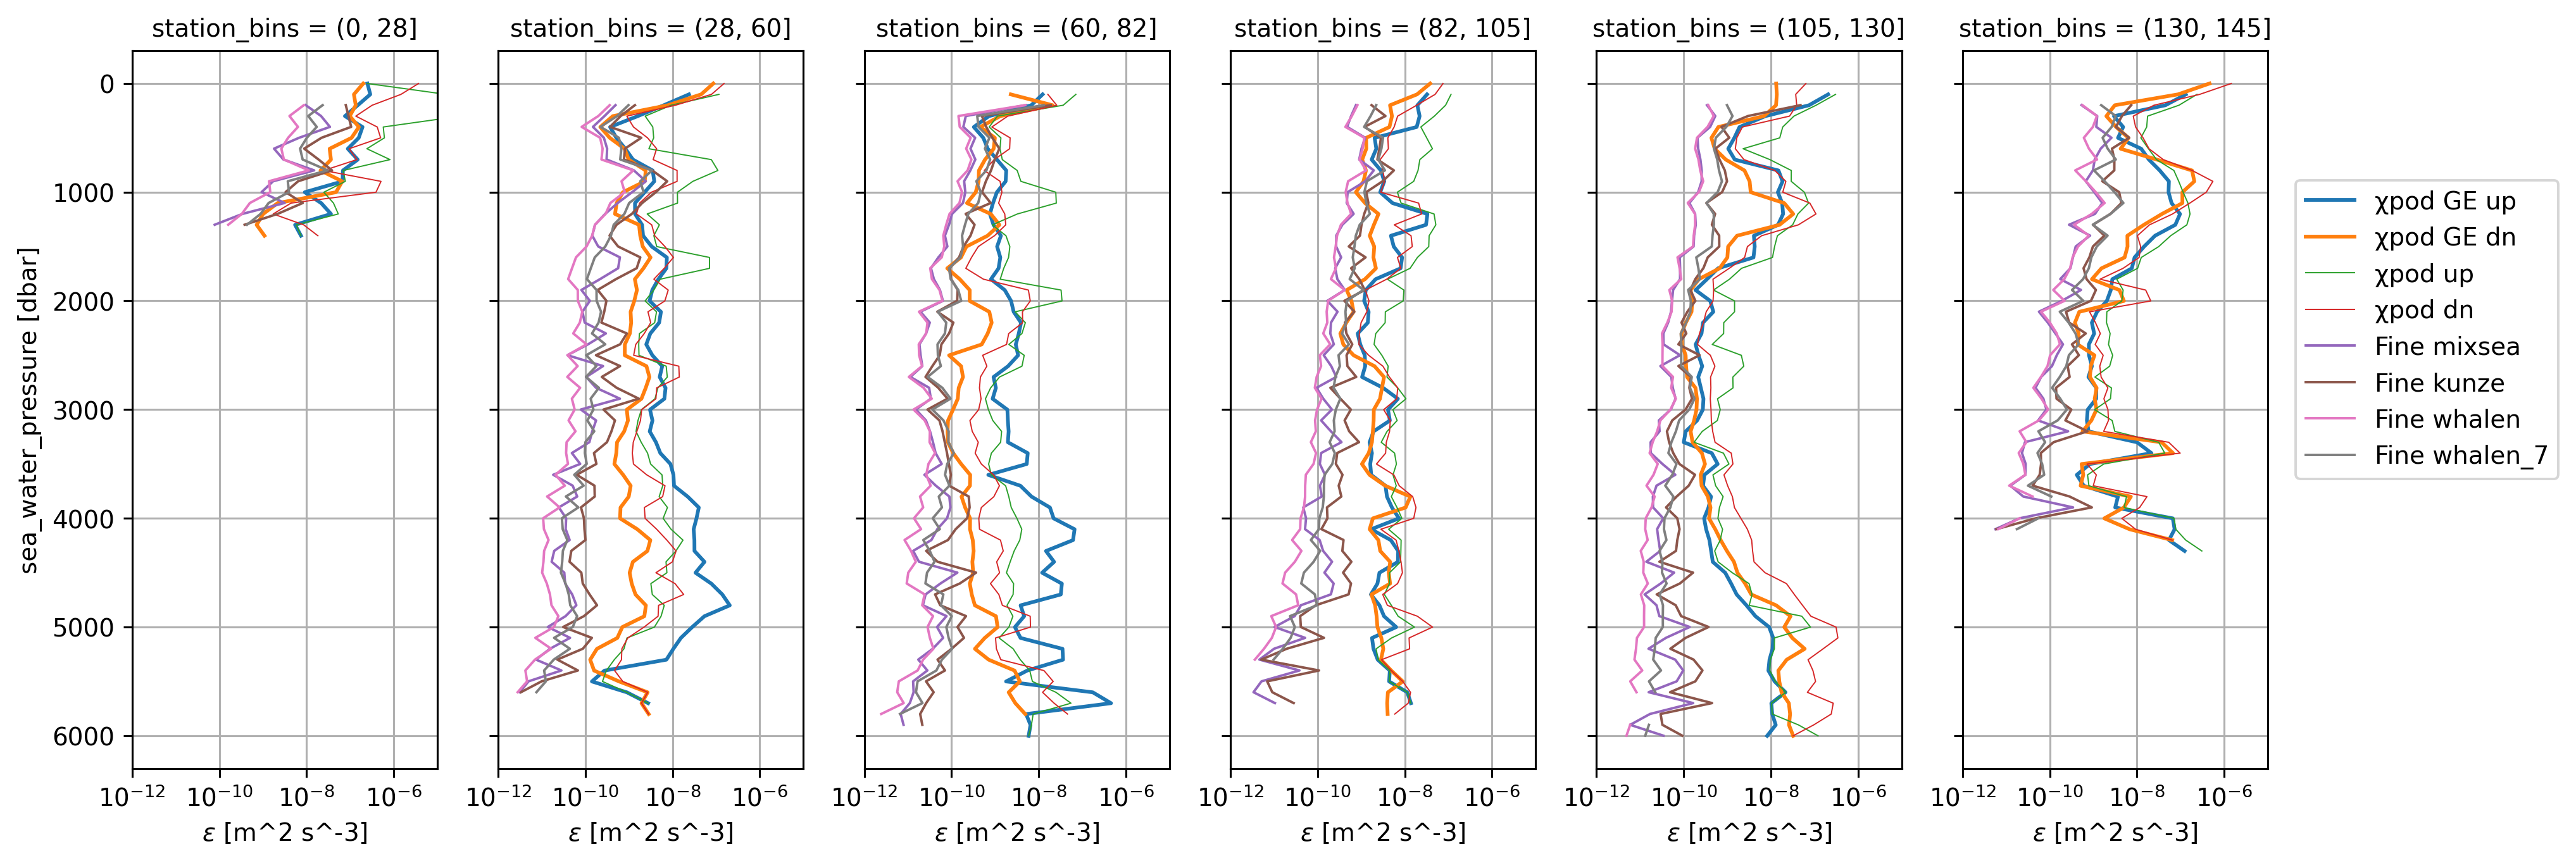 station_bins = (0, 28]
station_bins = (28, 60]
station_bins = (60, 82]
station_bins = (82, 105]
station_bins = (105, 130]
station_bins = (130, 145]
sea_water_pressure [dbar]
0
1000
2000
3000
4000
5000
6000
10⁻¹² 10⁻¹⁰ 10⁻⁸ 10⁻⁶
10⁻¹² 10⁻¹⁰ 10⁻⁸ 10⁻⁶
10⁻¹² 10⁻¹⁰ 10⁻⁸ 10⁻⁶
10⁻¹² 10⁻¹⁰ 10⁻⁸ 10⁻⁶
10⁻¹² 10⁻¹⁰ 10⁻⁸ 10⁻⁶
10⁻¹² 10⁻¹⁰ 10⁻⁸ 10⁻⁶
ε [m^2 s^-3]
ε [m^2 s^-3]
ε [m^2 s^-3]
ε [m^2 s^-3]
ε [m^2 s^-3]
ε [m^2 s^-3]
χpod GE up
χpod GE dn
χpod up
χpod dn
Fine mixsea
Fine kunze
Fine whalen
Fine whalen_7